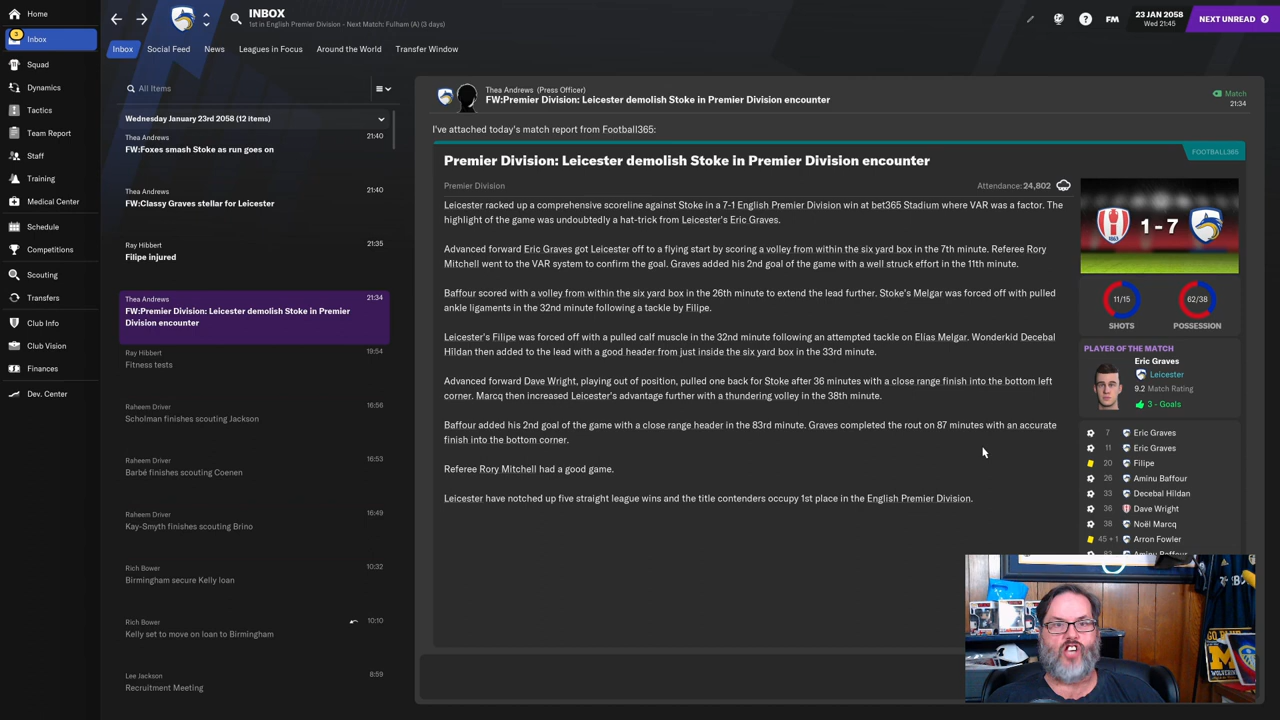 Home
3
Inbox
Squad
Dynamics
Tactics
Team Report
Staff
Training
Medical Center
Schedule
Competitions
Scouting
Transfers
Club Info
Club Vision
Finances
Dev. Center
INBOX
1st in English Premier Division - Next Match: Fulham (A) (3 days)
?
FM
23 JAN 2058
Wed 21:45
NEXT UNREAD
Inbox
Social Feed
News
Leagues in Focus
Around the World
Transfer Window
All Items
Wednesday January 23rd 2058 (12 items)
Thea Andrews 21:40
FW:Foxes smash Stoke as run goes on
Thea Andrews 21:40
FW:Classy Graves stellar for Leicester
Ray Hibbert 21:35
Filipe injured
Thea Andrews 21:34
FW:Premier Division: Leicester demolish Stoke in Premier
Division encounter
Ray Hibbert 19:54
Fitness tests
Raheem Driver 16:56
Scholman finishes scouting Jackson
Raheem Driver 16:53
Barbé finishes scouting Coenen
Raheem Driver 16:49
Kay-Smyth finishes scouting Brino
Rich Bower 10:32
Birmingham secure Kelly loan
Rich Bower 10:10
Kelly set to move on loan to Birmingham
Lee Jackson 8:59
Recruitment Meeting
Thea Andrews (Press Officer)
FW:Premier Division: Leicester demolish Stoke in Premier Division encounter
Match
21:34
I've attached today's match report from Football365:
FOOTBALL365
Premier Division: Leicester demolish Stoke in Premier Division encounter
Premier Division
Attendance: 24,802
Leicester racked up a comprehensive scoreline against Stoke in a 7-1 English Premier Division win at bet365 Stadium where VAR was a factor. The
highlight of the game was undoubtedly a hat-trick from Leicester's Eric Graves.
Advanced forward Eric Graves got Leicester off to a flying start by scoring a volley from within the six yard box in the 7th minute. Referee Rory
Mitchell went to the VAR system to confirm the goal. Graves added his 2nd goal of the game with a well struck effort in the 11th minute.
Baffour scored with a volley from within the six yard box in the 26th minute to extend the lead further. Stoke's Melgar was forced off with pulled
ankle ligaments in the 32nd minute following a tackle by Filipe.
Leicester's Filipe was forced off with a pulled calf muscle in the 32nd minute following an attempted tackle on Elias Melgar. Wonderkid Decebal
Hildan then added to the lead with a good header from just inside the six yard box in the 33rd minute.
Advanced forward Dave Wright, playing out of position, pulled one back for Stoke after 36 minutes with a close range finish into the bottom left
corner. Marcq then increased Leicester's advantage further with a thundering volley in the 38th minute.
Baffour added his 2nd goal of the game with a close range header in the 83rd minute. Graves completed the rout on 87 minutes with an accurate
finish into the bottom corner.
Referee Rory Mitchell had a good game.
Leicester have notched up five straight league wins and the title contenders occupy 1st place in the English Premier Division.
1 - 7
11/15
SHOTS
62/38
POSSESSION
PLAYER OF THE MATCH
Eric Graves
Leicester
9.2 Match Rating
3 - Goals
7 Eric Graves
11 Eric Graves
20 Filipe
26 Aminu Baffour
33 Decebal Hildan
36 Dave Wright
38 Noël Marcq
45 + 1 Arron Fowler
83 Aminu Baffour
GO BLUE
M